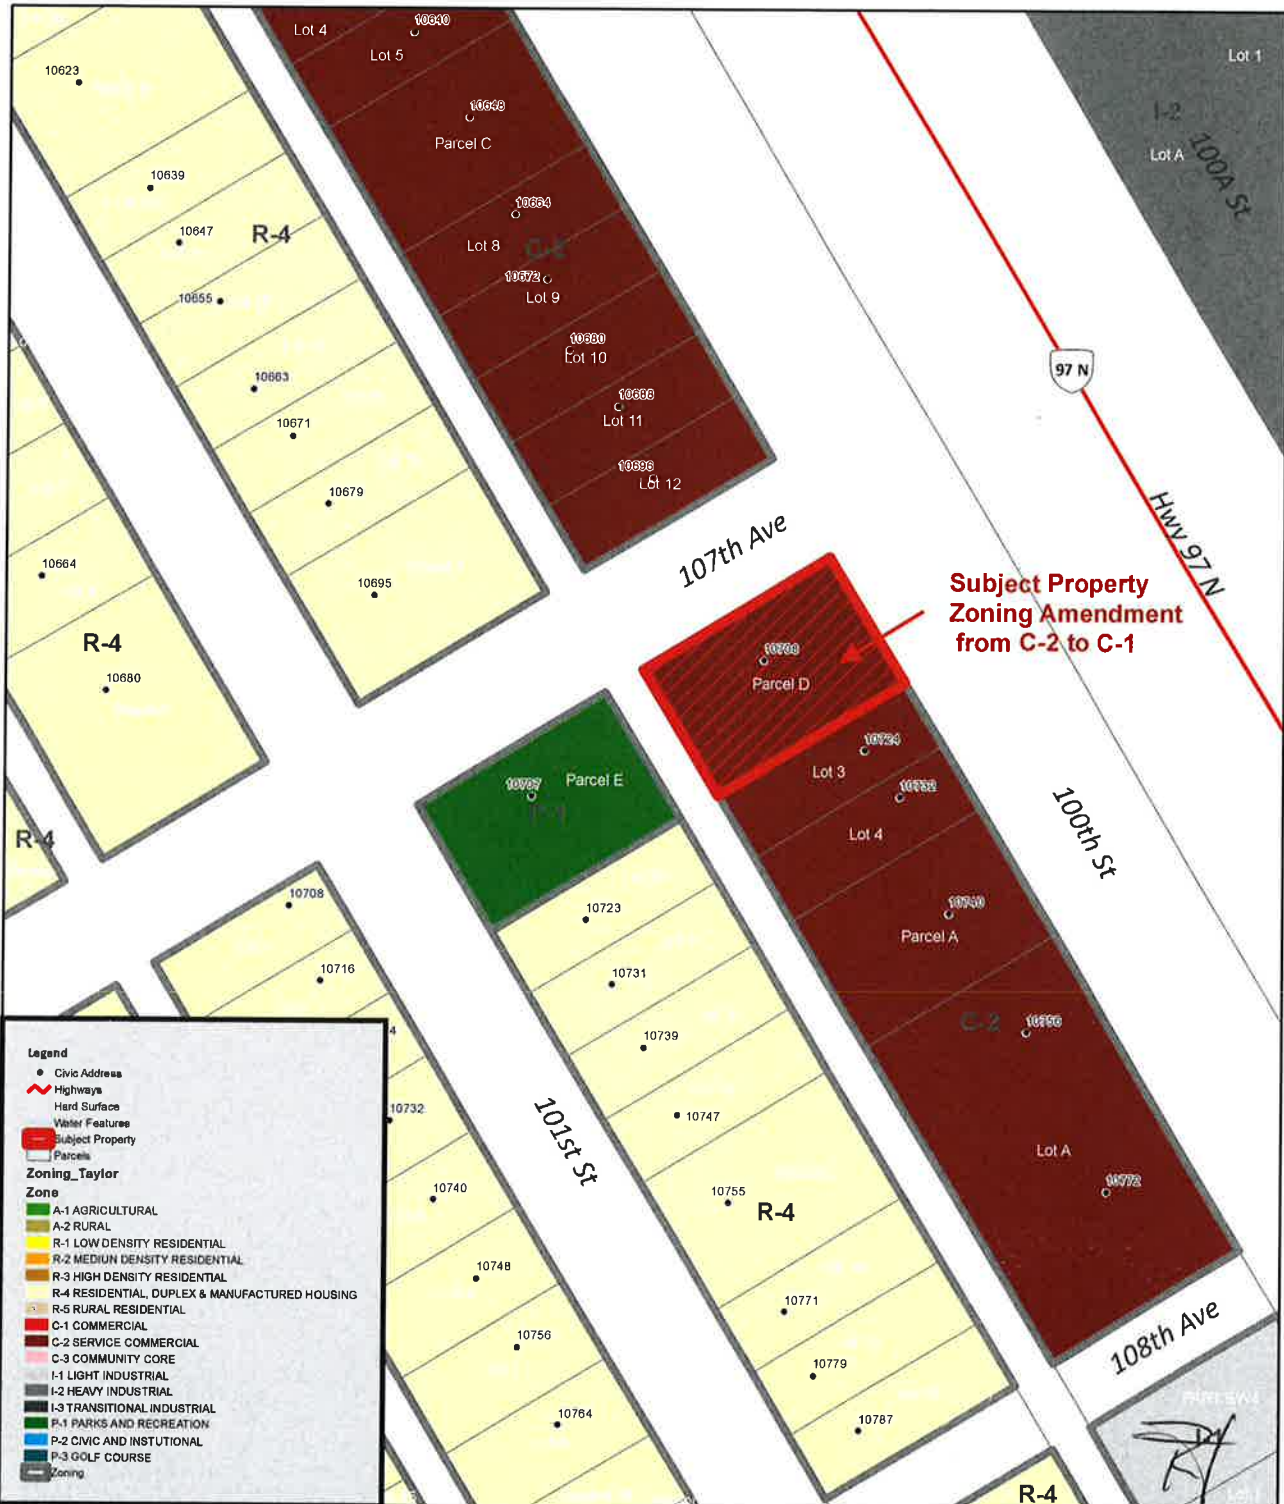 Lot 4
10640
Lot 5
Lot 1
10623
10648
Parcel C
I-2
100A St
Lot A
10639
10664
10647
R-4
Lot 8
C-2
10672
Lot 9
10655
10680
Lot 10
97 N
10663
10688
Lot 11
10671
10696
Lot 12
10679
Hwy 97 N
107th Ave
10664
10695
Subject Property
Zoning Amendment
from C-2 to C-1
R-4
10708
Parcel D
10680
10724
Lot 3
10732
Lot 4
10707
Parcel E
100th St
R-4
10708
10723
10740
Parcel A
10716
10731
C-2
10756
10739
10732
10747
101st St
Lot A
10772
10740
10755
R-4
10748
10771
10756
10779
108th Ave
10764
10787
R-4
Legend
Civic Address
Highways
Hard Surface
Water Features
Subject Property
Parcels
Zoning_Taylor
Zone
A-1 AGRICULTURAL
A-2 RURAL
R-1 LOW DENSITY RESIDENTIAL
R-2 MEDIUN DENSITY RESIDENTIAL
R-3 HIGH DENSITY RESIDENTIAL
R-4 RESIDENTIAL, DUPLEX & MANUFACTURED HOUSING
R-5 RURAL RESIDENTIAL
C-1 COMMERCIAL
C-2 SERVICE COMMERCIAL
C-3 COMMUNITY CORE
I-1 LIGHT INDUSTRIAL
I-2 HEAVY INDUSTRIAL
I-3 TRANSITIONAL INDUSTRIAL
P-1 PARKS AND RECREATION
P-2 CIVIC AND INSTUTIONAL
P-3 GOLF COURSE
Zoning